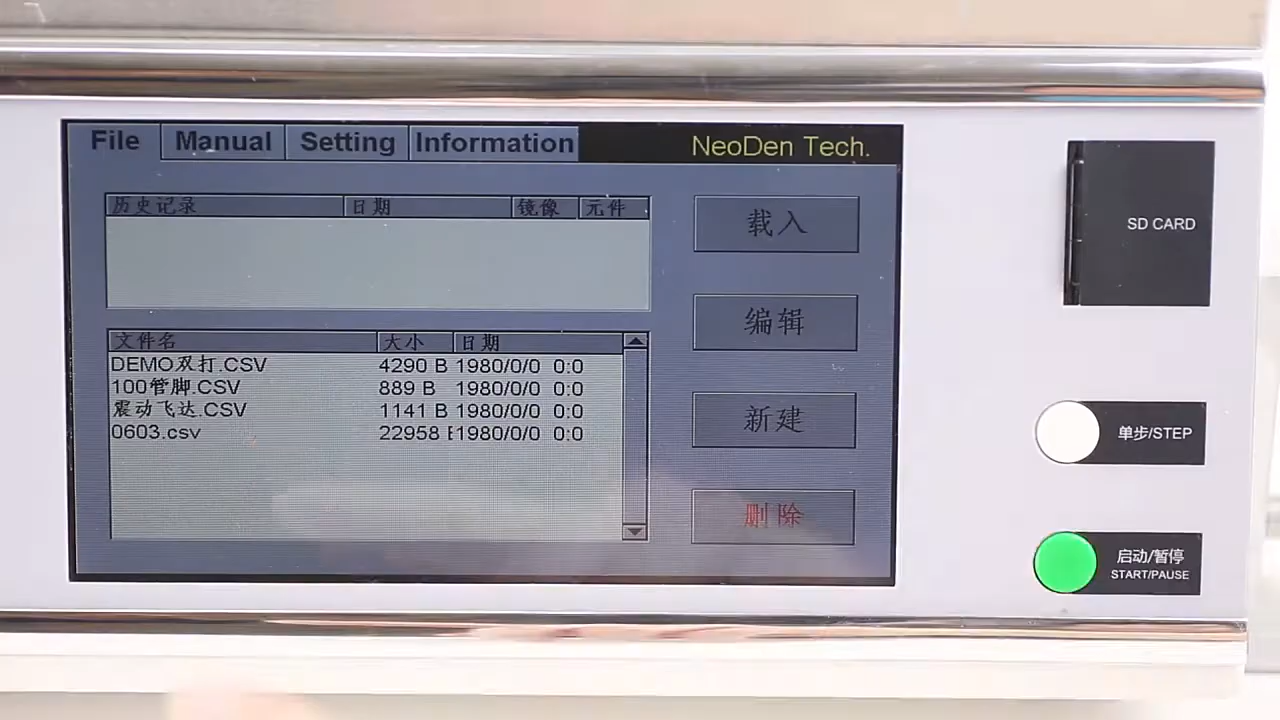 File Manual Setting Information NeoDen Tech.
历史记录 日期 镜像 元件
载入
编辑
文件名 大小 日期
DEMO双打.CSV 4290 B 1980/0/0 0:0
100管脚.CSV 889 B 1980/0/0 0:0
震动飞达.CSV 1141 B 1980/0/0 0:0
0603.csv 22958 1980/0/0 0:0
新建
删除
SD CARD
单步/STEP
启动/暂停
START/PAUSE